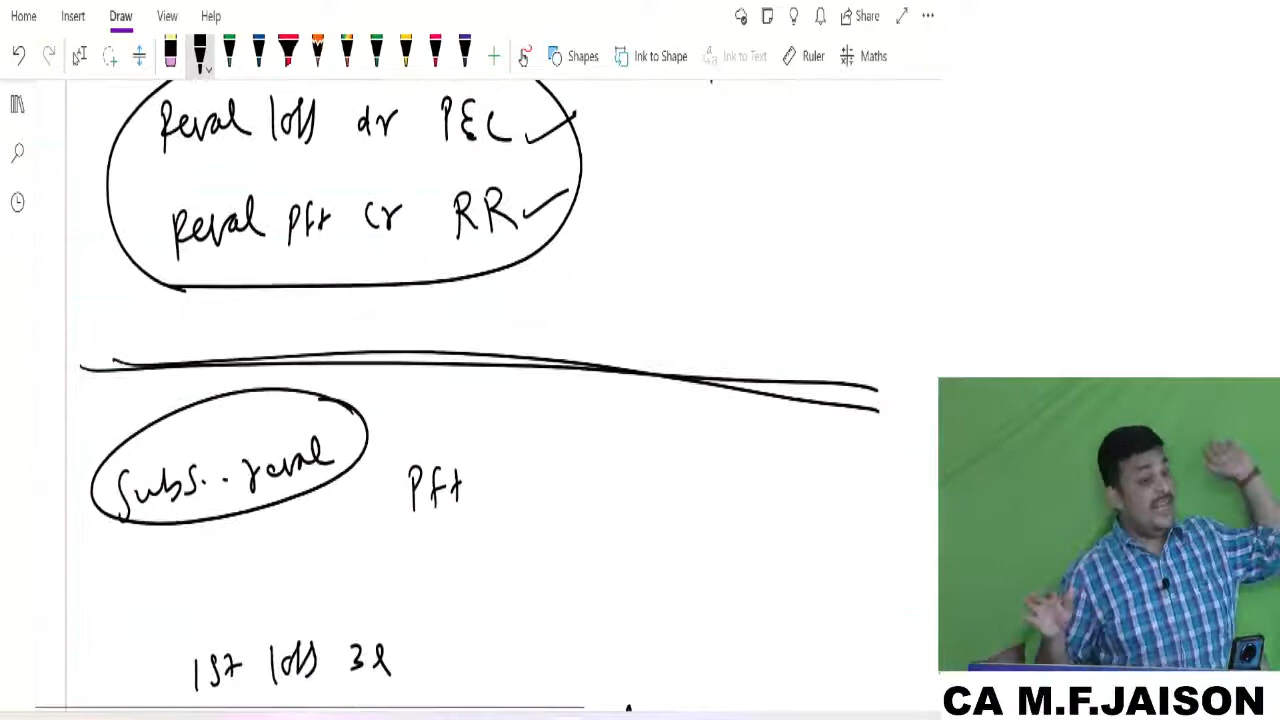 Home Insert Draw View Help Share
Shapes Ink to Shape Ink to Text Ruler Maths
Reval loss dr P&L
Reval pft cr RR
Subs.. reval pft
1st loss 3l
CA M.F.JAISON